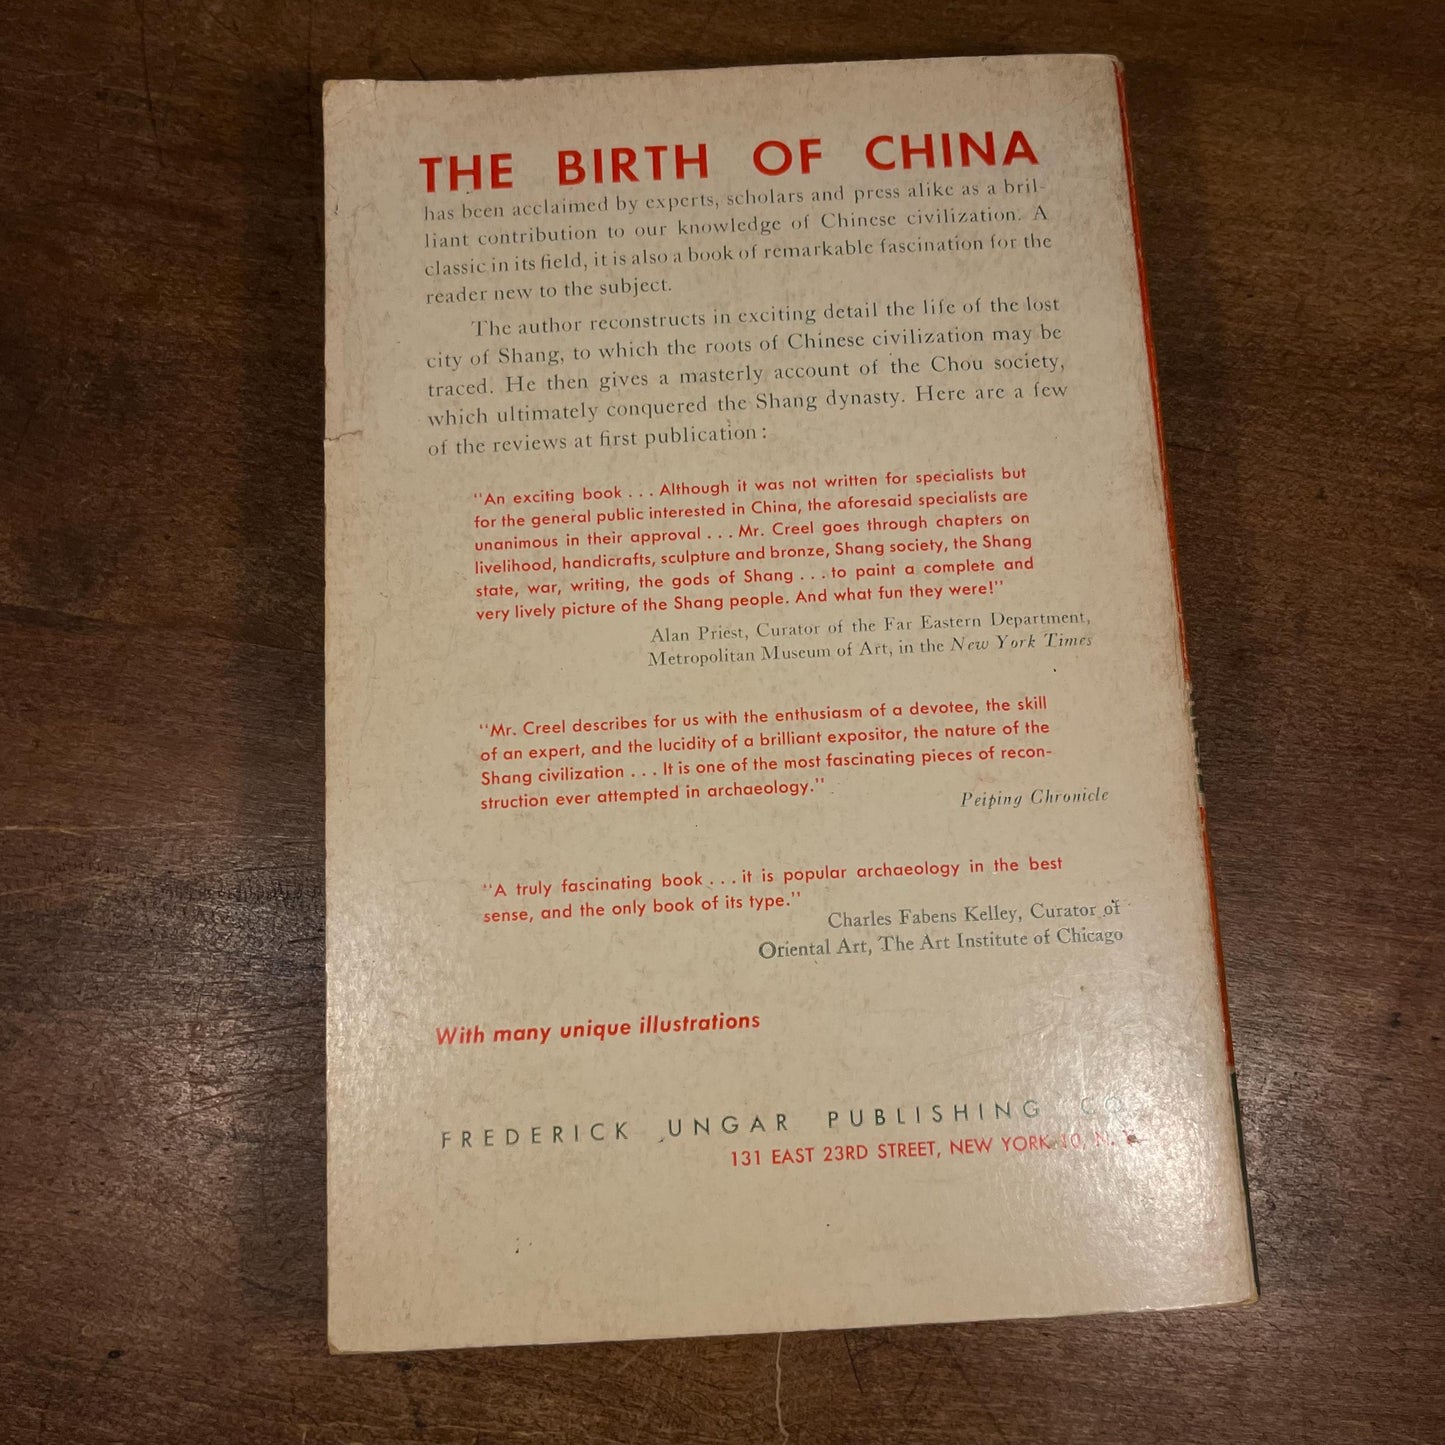 THE BIRTH OF CHINA
has been acclaimed by experts, scholars and press alike as a bril-
liant contribution to our knowledge of Chinese civilization. A
classic in its field, it is also a book of remarkable fascination for the
reader new to the subject.
The author reconstructs in exciting detail the life of the lost
city of Shang, to which the roots of Chinese civilization may be
traced. He then gives a masterly account of the Chou society,
which ultimately conquered the Shang dynasty. Here are a few
of the reviews at first publication:
"An exciting book . . . Although it was not written for specialists but
for the general public interested in China, the aforesaid specialists are
unanimous in their approval . . . Mr. Creel goes through chapters on
livelihood, handicrafts, sculpture and bronze, Shang society, the Shang
state, war, writing, the gods of Shang . . . to paint a complete and
very lively picture of the Shang people. And what fun they were!"
Alan Priest, Curator of the Far Eastern Department,
Metropolitan Museum of Art, in the New York Times
"Mr. Creel describes for us with the enthusiasm of a devotee, the skill
of an expert, and the lucidity of a brilliant expositor, the nature of the
Shang civilization . . . It is one of the most fascinating pieces of recon-
struction ever attempted in archaeology."
Peiping Chronicle
"A truly fascinating book . . . it is popular archaeology in the best
sense, and the only book of its type."
Charles Fabens Kelley, Curator of
Oriental Art, The Art Institute of Chicago
With many unique illustrations
FREDERICK UNGAR PUBLISHING CO.
131 EAST 23RD STREET, NEW YORK 10, N. Y.